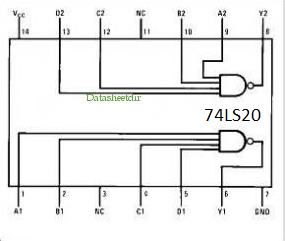 Vcc D2 C2 NC B2 A2 Y2
14 13 12 11 10 9 8
Datasheetdir
74LS20
1 2 3 4 5 6 7
A1 B1 NC C1 D1 Y1 GND